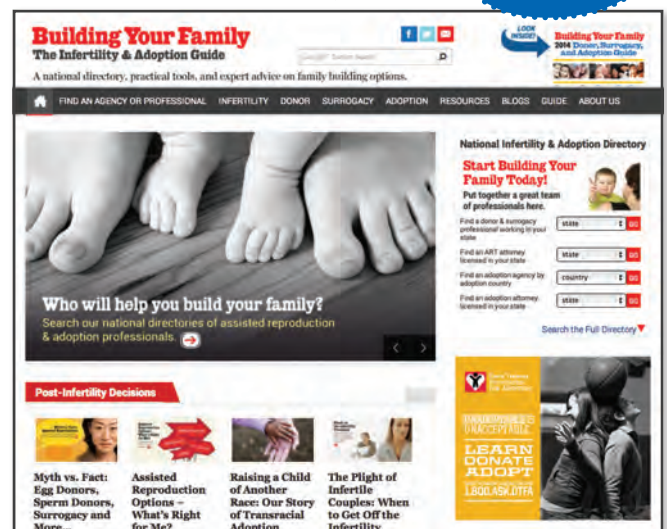 Building Your Family
The Infertility & Adoption Guide
A national directory, practical tools, and expert advice on family building options.
LOOK
INSIDE!
Building Your Family
2014 Donor, Surrogacy,
and Adoption Guide
FIND AN AGENCY OR PROFESSIONAL INFERTILITY DONOR SURROGACY ADOPTION RESOURCES BLOGS GUIDE ABOUT US
Who will help you build your family?
Search our national directories of assisted reproduction
& adoption professionals.
National Infertility & Adoption Directory
Start Building Your
Family Today!
Put together a great team
of professionals here.
Find a donor & surrogacy
professional working in your
state
state GO
Find an ART attorney
licensed in your state
state GO
Find an adoption agency by
adoption country
country GO
Find an adoption attorney
licensed in your state
state GO
Search the Full Directory
Post-Infertility Decisions
Myth vs. Fact:
Egg Donors,
Sperm Donors,
Surrogacy and
More...
Assisted
Reproduction
Options –
What's Right
for Me?
Raising a Child
of Another
Race: Our Story
of Transracial
Adoption
The Plight of
Infertile
Couples: When
to Get Off the
Infertility
UNADOPTABLE IS
UNACCEPTABLE
LEARN
DONATE
ADOPT
1.800.ASK.DTFA